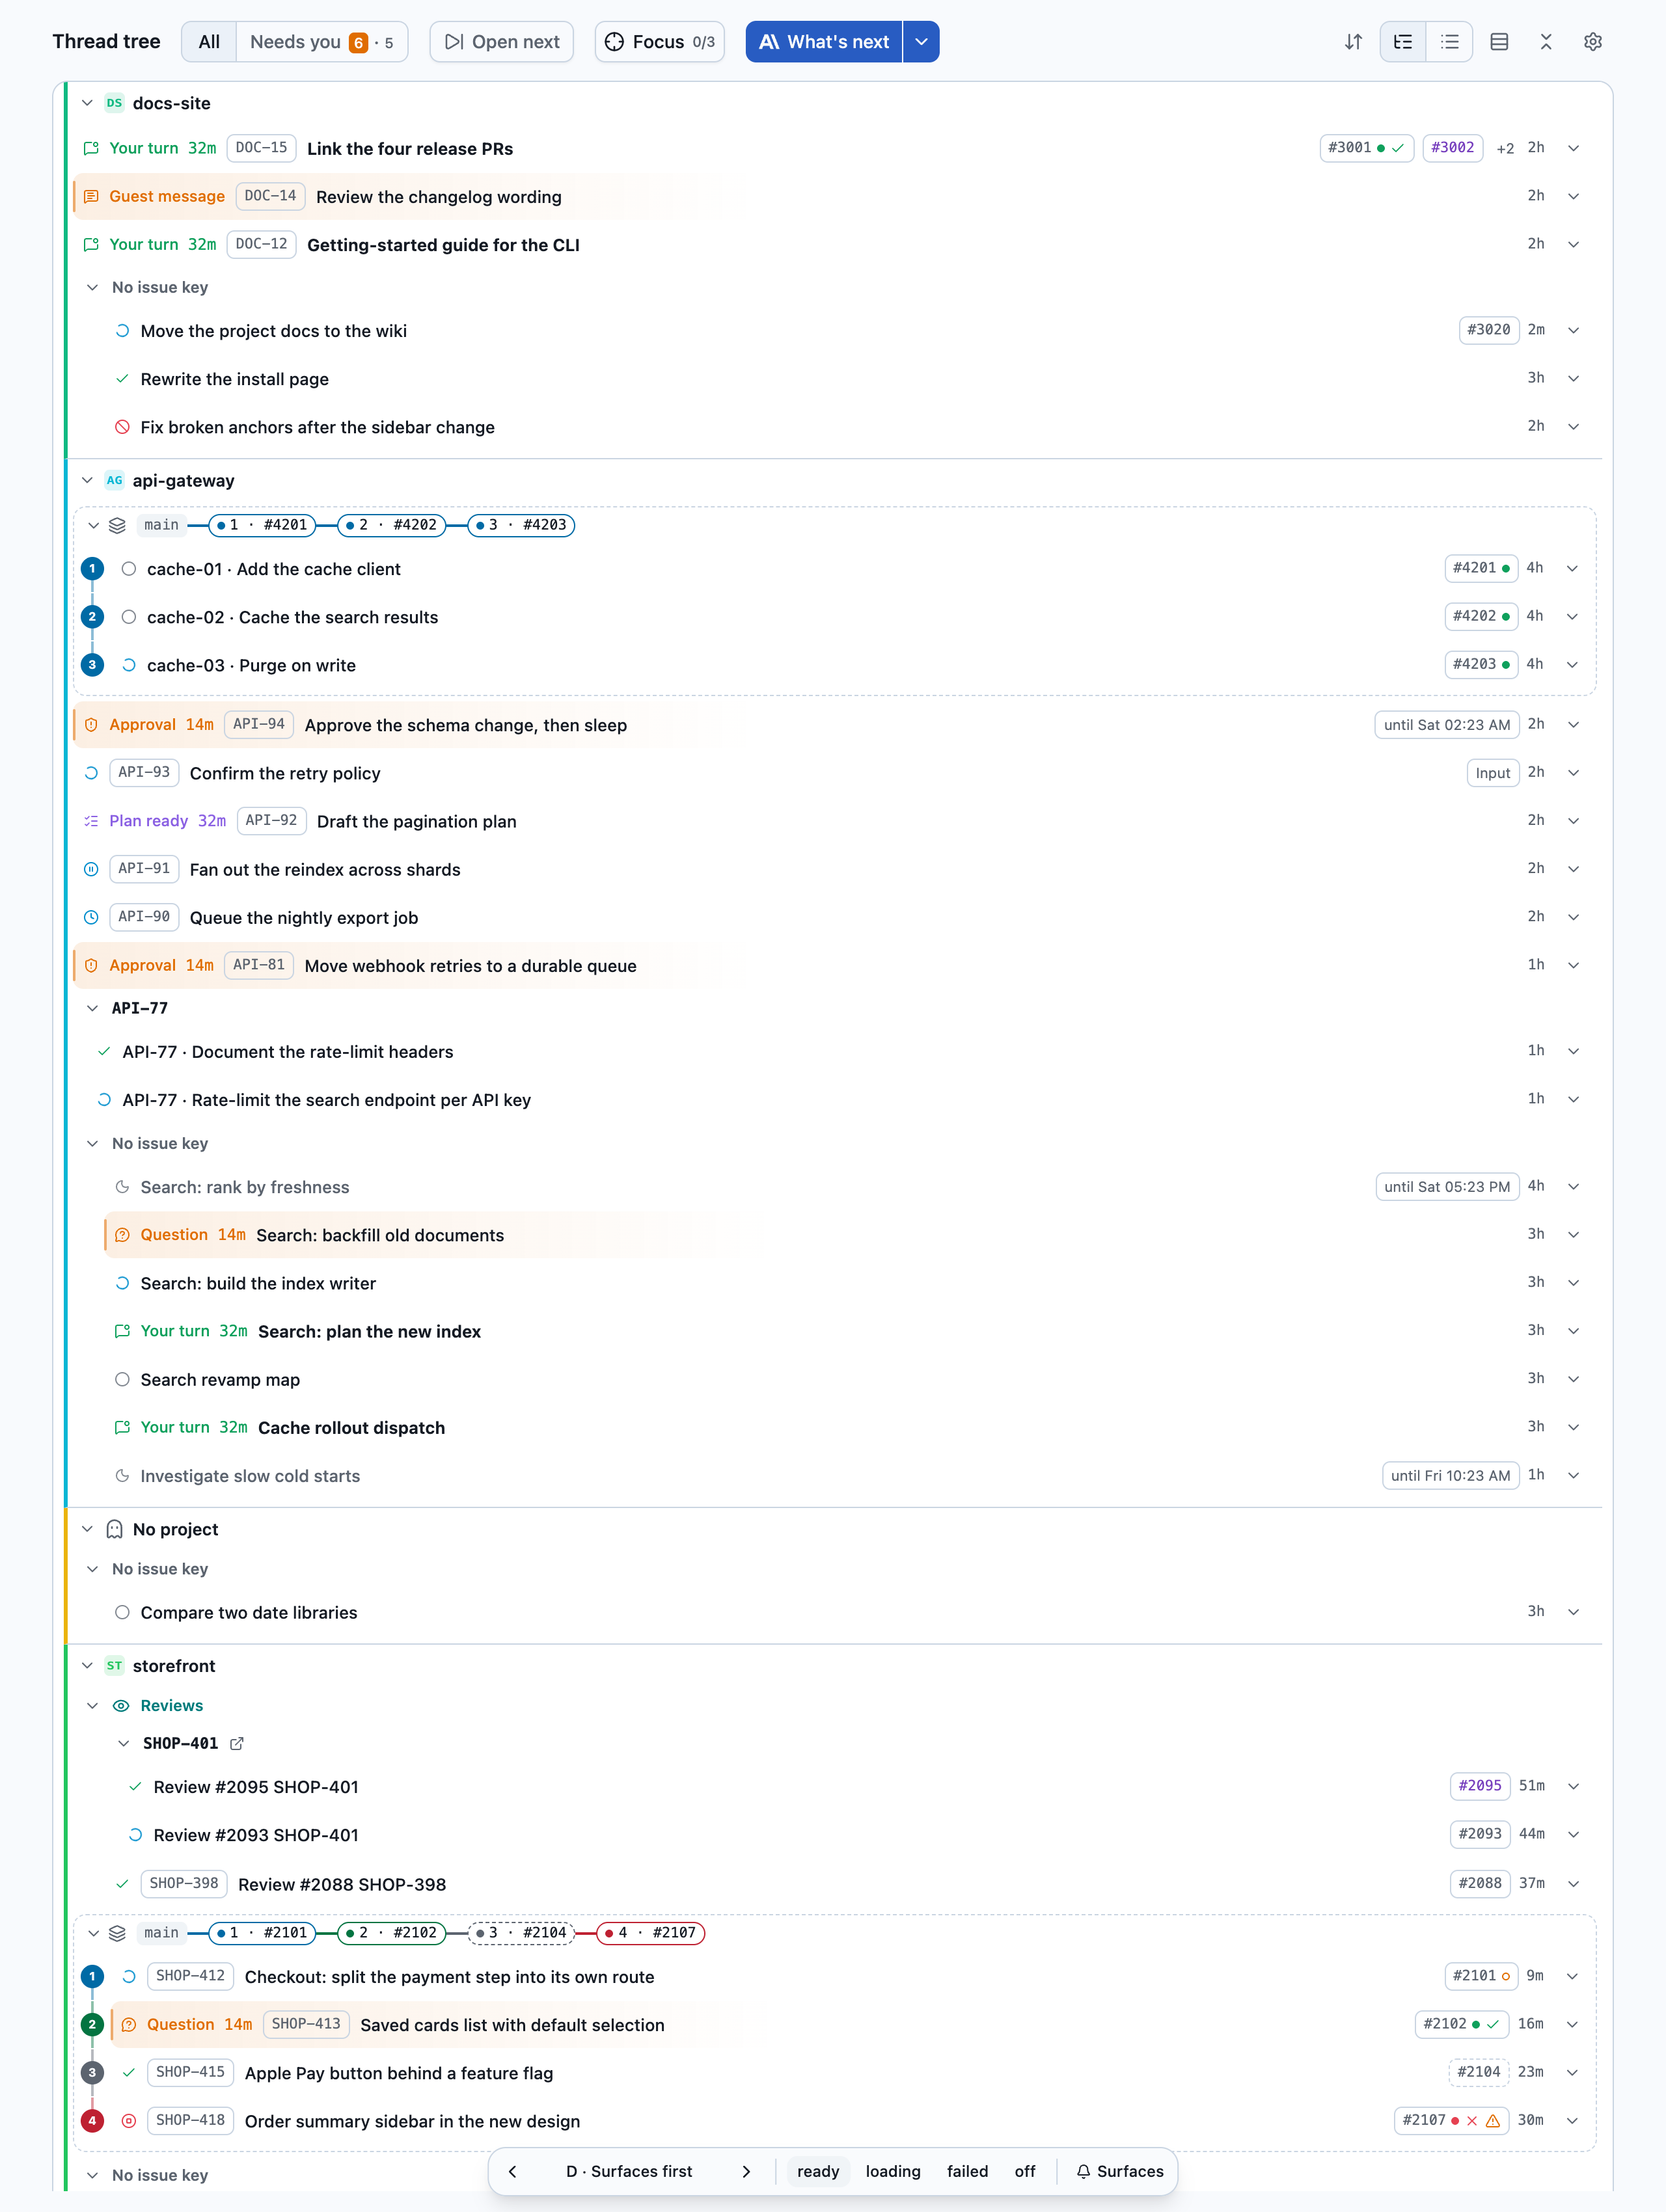 Thread tree All Needs you 6 · 5 Open next Focus 0/3 What's next
DS docs-site
Your turn 32m DOC-15 Link the four release PRs #3001 #3002 +2 2h
Guest message DOC-14 Review the changelog wording 2h
Your turn 32m DOC-12 Getting-started guide for the CLI 2h
No issue key
Move the project docs to the wiki #3020 2m
Rewrite the install page 3h
Fix broken anchors after the sidebar change 2h
AG api-gateway
main 1 · #4201 2 · #4202 3 · #4203
1 cache-01 · Add the cache client #4201 4h
2 cache-02 · Cache the search results #4202 4h
3 cache-03 · Purge on write #4203 4h
Approval 14m API-94 Approve the schema change, then sleep until Sat 02:23 AM 2h
API-93 Confirm the retry policy Input 2h
Plan ready 32m API-92 Draft the pagination plan 2h
API-91 Fan out the reindex across shards 2h
API-90 Queue the nightly export job 2h
Approval 14m API-81 Move webhook retries to a durable queue 1h
API-77
API-77 · Document the rate-limit headers 1h
API-77 · Rate-limit the search endpoint per API key 1h
No issue key
Search: rank by freshness until Sat 05:23 PM 4h
Question 14m Search: backfill old documents 3h
Search: build the index writer 3h
Your turn 32m Search: plan the new index 3h
Search revamp map 3h
Your turn 32m Cache rollout dispatch 3h
Investigate slow cold starts until Fri 10:23 AM 1h
No project
No issue key
Compare two date libraries 3h
ST storefront
Reviews
SHOP-401
Review #2095 SHOP-401 #2095 51m
Review #2093 SHOP-401 #2093 44m
SHOP-398 Review #2088 SHOP-398 #2088 37m
main 1 · #2101 2 · #2102 3 · #2104 4 · #2107
1 SHOP-412 Checkout: split the payment step into its own route #2101 9m
2 Question 14m SHOP-413 Saved cards list with default selection #2102 16m
3 SHOP-415 Apple Pay button behind a feature flag #2104 23m
4 SHOP-418 Order summary sidebar in the new design #2107 30m
No issue key
D · Surfaces first ready loading failed off Surfaces